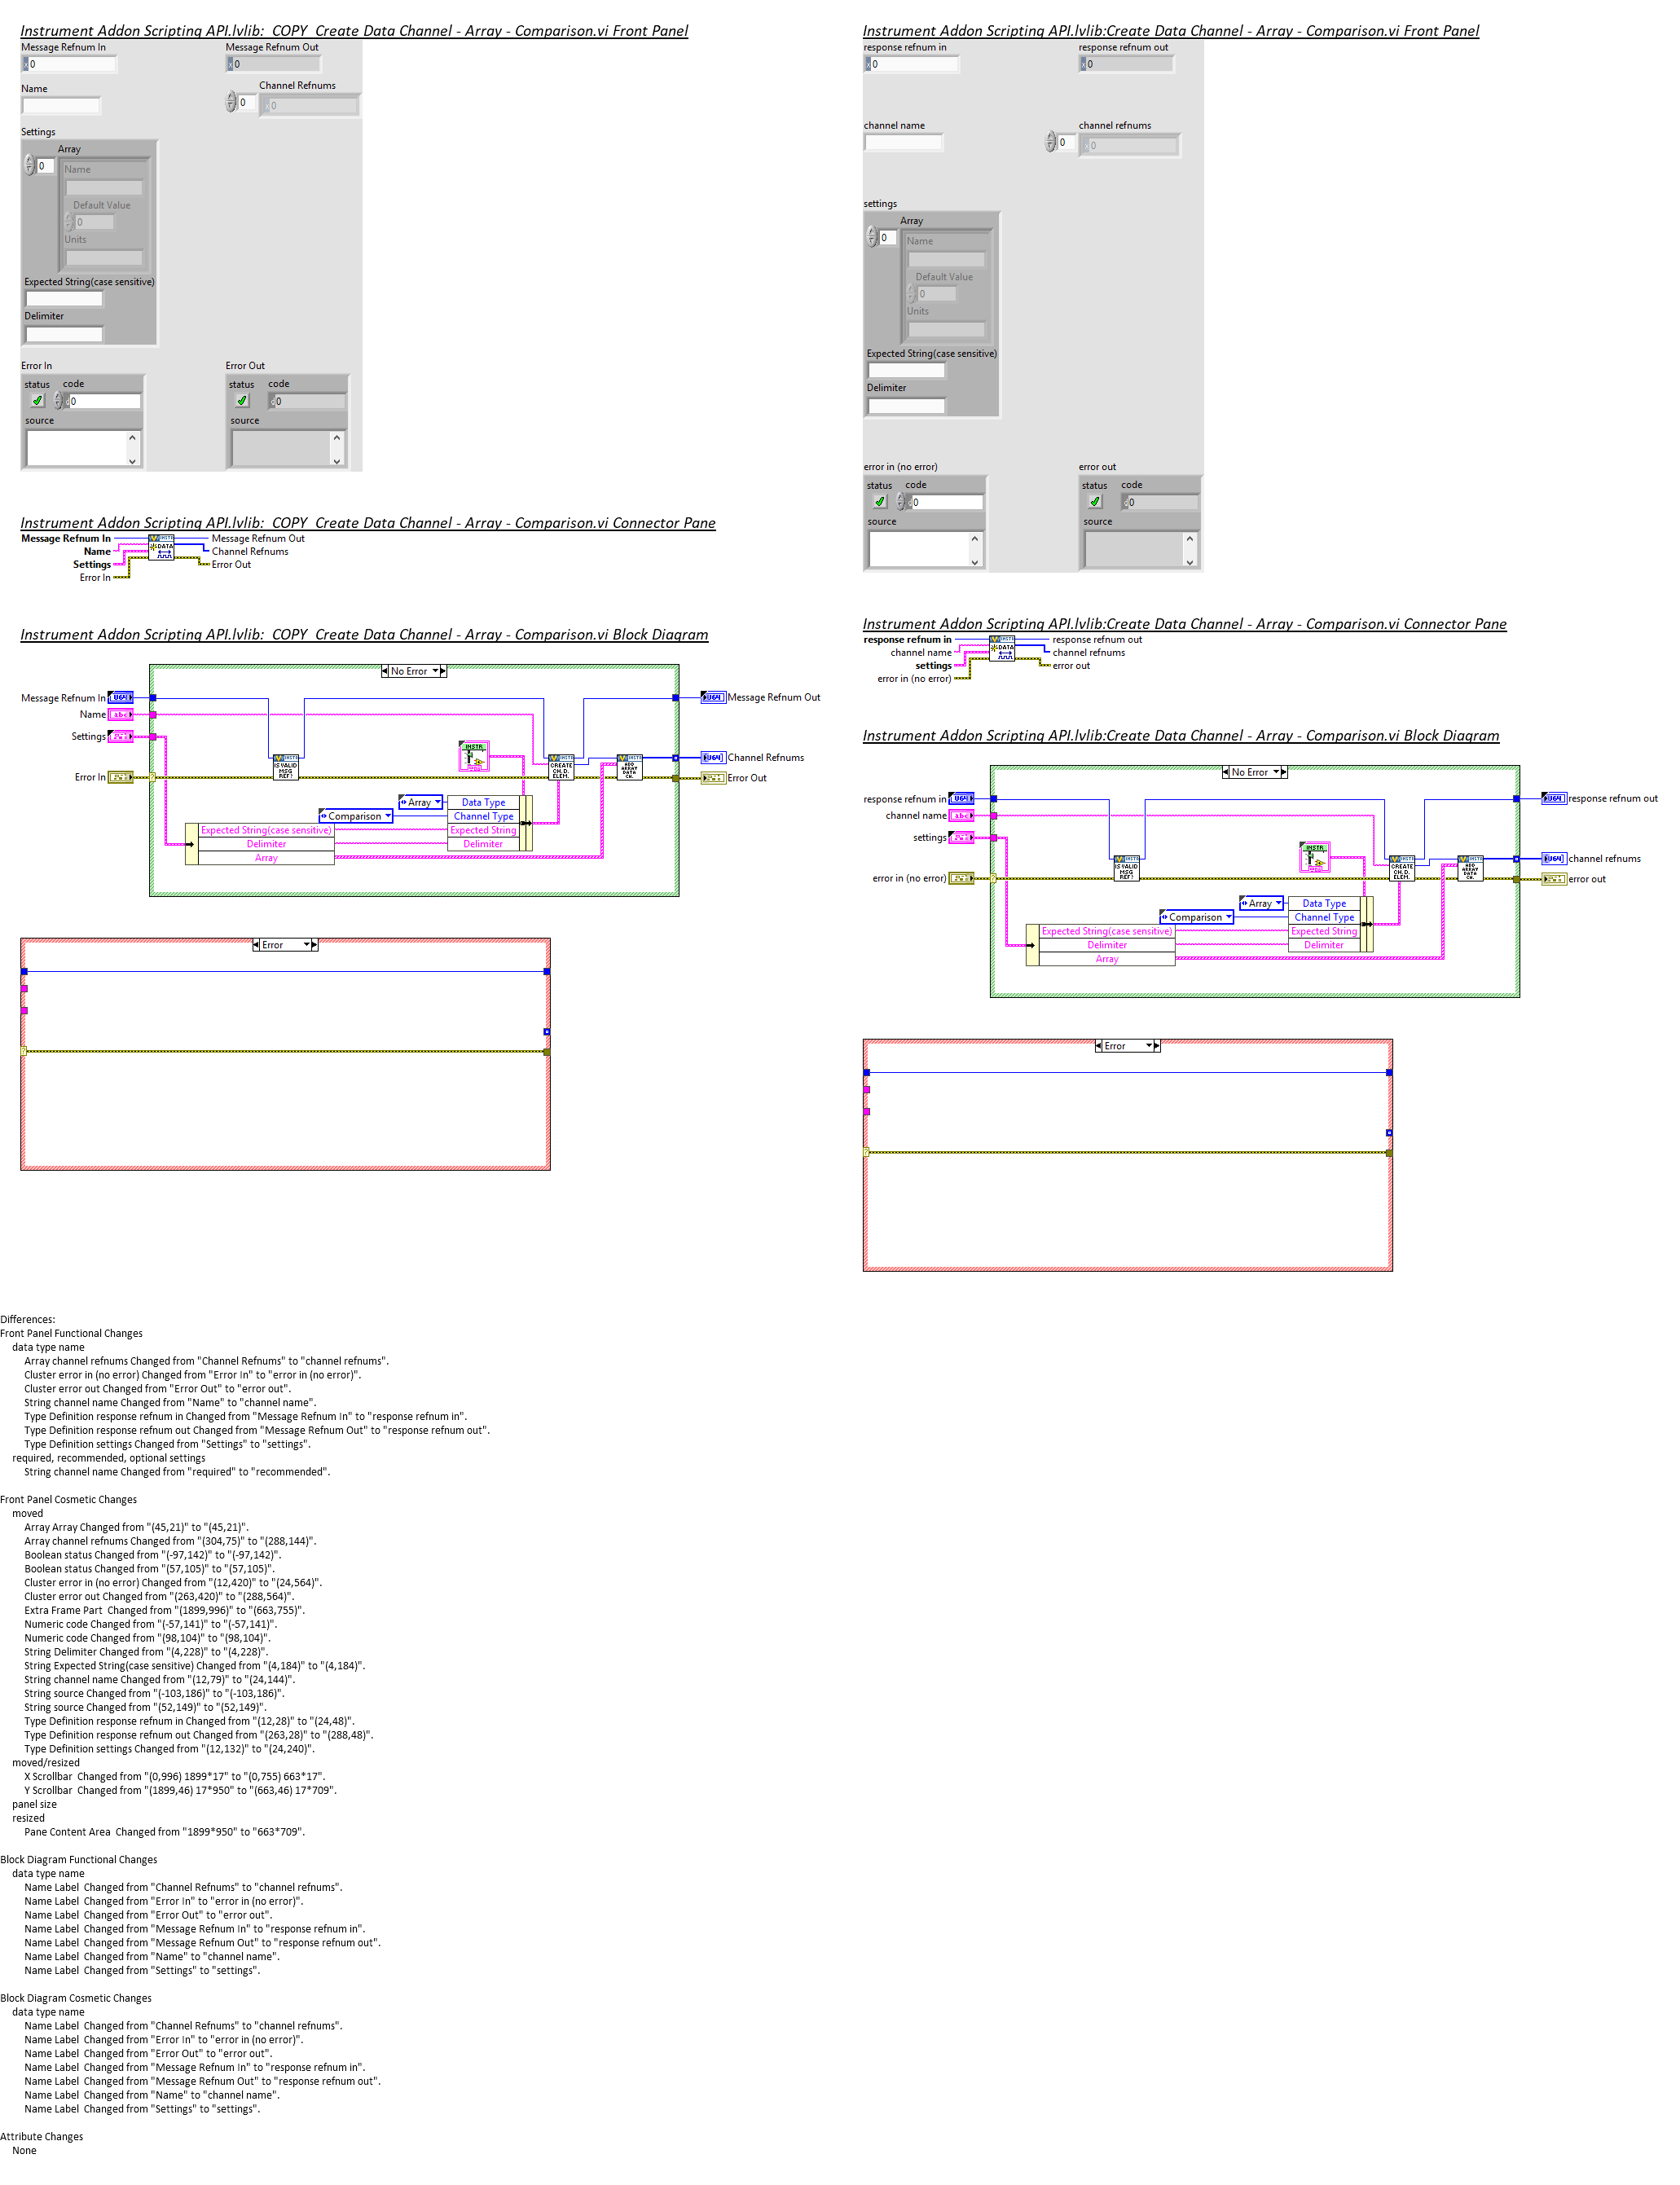 Instrument Addon Scripting API.lvlib:_COPY_Create Data Channel - Array - Comparison.vi Front Panel
Message Refnum In
Message Refnum Out
0
0
Name
Channel Refnums
0
0
Settings
Array
0
Name
Default Value
0
Units
Expected String(case sensitive)
Delimiter
Error In
Error Out
status code
status code
0
0
source
source
Instrument Addon Scripting API.lvlib:_COPY_Create Data Channel - Array - Comparison.vi Connector Pane
Message Refnum In
Message Refnum Out
Name
Channel Refnums
Settings
Error Out
Error In
INSTR
DATA
Instrument Addon Scripting API.lvlib:_COPY_Create Data Channel - Array - Comparison.vi Block Diagram
No Error
Message Refnum In
U64
U64
Message Refnum Out
Name
abc
Settings
INSTR
Channel Refnums
U64
Error In
IS VALID MSG REF?
CREATE CH.D. ELEM.
ADD ARRAY DATA CH.
Error Out
Array
Data Type
Comparison
Channel Type
Expected String(case sensitive)
Expected String
Delimiter
Delimiter
Array
Error
Instrument Addon Scripting API.lvlib:Create Data Channel - Array - Comparison.vi Front Panel
response refnum in
response refnum out
0
0
channel name
channel refnums
0
0
settings
Array
0
Name
Default Value
0
Units
Expected String(case sensitive)
Delimiter
error in (no error)
error out
status code
status code
0
0
source
source
Instrument Addon Scripting API.lvlib:Create Data Channel - Array - Comparison.vi Connector Pane
response refnum in
response refnum out
channel name
channel refnums
settings
error out
error in (no error)
INSTR
DATA
Instrument Addon Scripting API.lvlib:Create Data Channel - Array - Comparison.vi Block Diagram
No Error
response refnum in
U64
U64
response refnum out
channel name
abc
settings
INSTR
channel refnums
U64
error in (no error)
IS VALID MSG REF?
CREATE CH.D. ELEM.
ADD ARRAY DATA CH.
error out
Array
Data Type
Comparison
Channel Type
Expected String(case sensitive)
Expected String
Delimiter
Delimiter
Array
Error
Differences:
Front Panel Functional Changes
data type name
Array channel refnums Changed from "Channel Refnums" to "channel refnums".
Cluster error in (no error) Changed from "Error In" to "error in (no error)".
Cluster error out Changed from "Error Out" to "error out".
String channel name Changed from "Name" to "channel name".
Type Definition response refnum in Changed from "Message Refnum In" to "response refnum in".
Type Definition response refnum out Changed from "Message Refnum Out" to "response refnum out".
Type Definition settings Changed from "Settings" to "settings".
required, recommended, optional settings
String channel name Changed from "required" to "recommended".
Front Panel Cosmetic Changes
moved
Array Array Changed from "(45,21)" to "(45,21)".
Array channel refnums Changed from "(304,75)" to "(288,144)".
Boolean status Changed from "(-97,142)" to "(-97,142)".
Boolean status Changed from "(57,105)" to "(57,105)".
Cluster error in (no error) Changed from "(12,420)" to "(24,564)".
Cluster error out Changed from "(263,420)" to "(288,564)".
Extra Frame Part  Changed from "(1899,996)" to "(663,755)".
Numeric code Changed from "(-57,141)" to "(-57,141)".
Numeric code Changed from "(98,104)" to "(98,104)".
String Delimiter Changed from "(4,228)" to "(4,228)".
String Expected String(case sensitive) Changed from "(4,184)" to "(4,184)".
String channel name Changed from "(12,79)" to "(24,144)".
String source Changed from "(-103,186)" to "(-103,186)".
String source Changed from "(52,149)" to "(52,149)".
Type Definition response refnum in Changed from "(12,28)" to "(24,48)".
Type Definition response refnum out Changed from "(263,28)" to "(288,48)".
Type Definition settings Changed from "(12,132)" to "(24,240)".
moved/resized
X Scrollbar  Changed from "(0,996) 1899*17" to "(0,755) 663*17".
Y Scrollbar  Changed from "(1899,46) 17*950" to "(663,46) 17*709".
panel size
resized
Pane Content Area  Changed from "1899*950" to "663*709".
Block Diagram Functional Changes
data type name
Name Label  Changed from "Channel Refnums" to "channel refnums".
Name Label  Changed from "Error In" to "error in (no error)".
Name Label  Changed from "Error Out" to "error out".
Name Label  Changed from "Message Refnum In" to "response refnum in".
Name Label  Changed from "Message Refnum Out" to "response refnum out".
Name Label  Changed from "Name" to "channel name".
Name Label  Changed from "Settings" to "settings".
Block Diagram Cosmetic Changes
data type name
Name Label  Changed from "Channel Refnums" to "channel refnums".
Name Label  Changed from "Error In" to "error in (no error)".
Name Label  Changed from "Error Out" to "error out".
Name Label  Changed from "Message Refnum In" to "response refnum in".
Name Label  Changed from "Message Refnum Out" to "response refnum out".
Name Label  Changed from "Name" to "channel name".
Name Label  Changed from "Settings" to "settings".
Attribute Changes
None